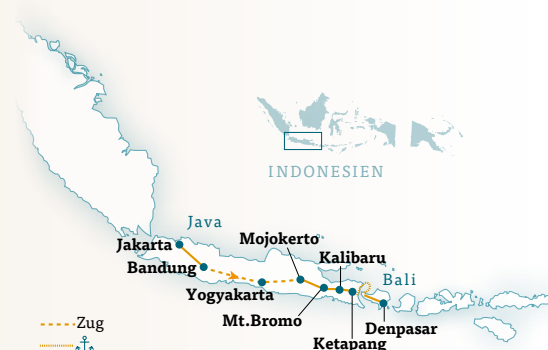 INDONESIEN
Java
Jakarta
Mojokerto
Kalibaru
Bandung
Bali
Yogyakarta
Mt.Bromo
Denpasar
Zug
Ketapang